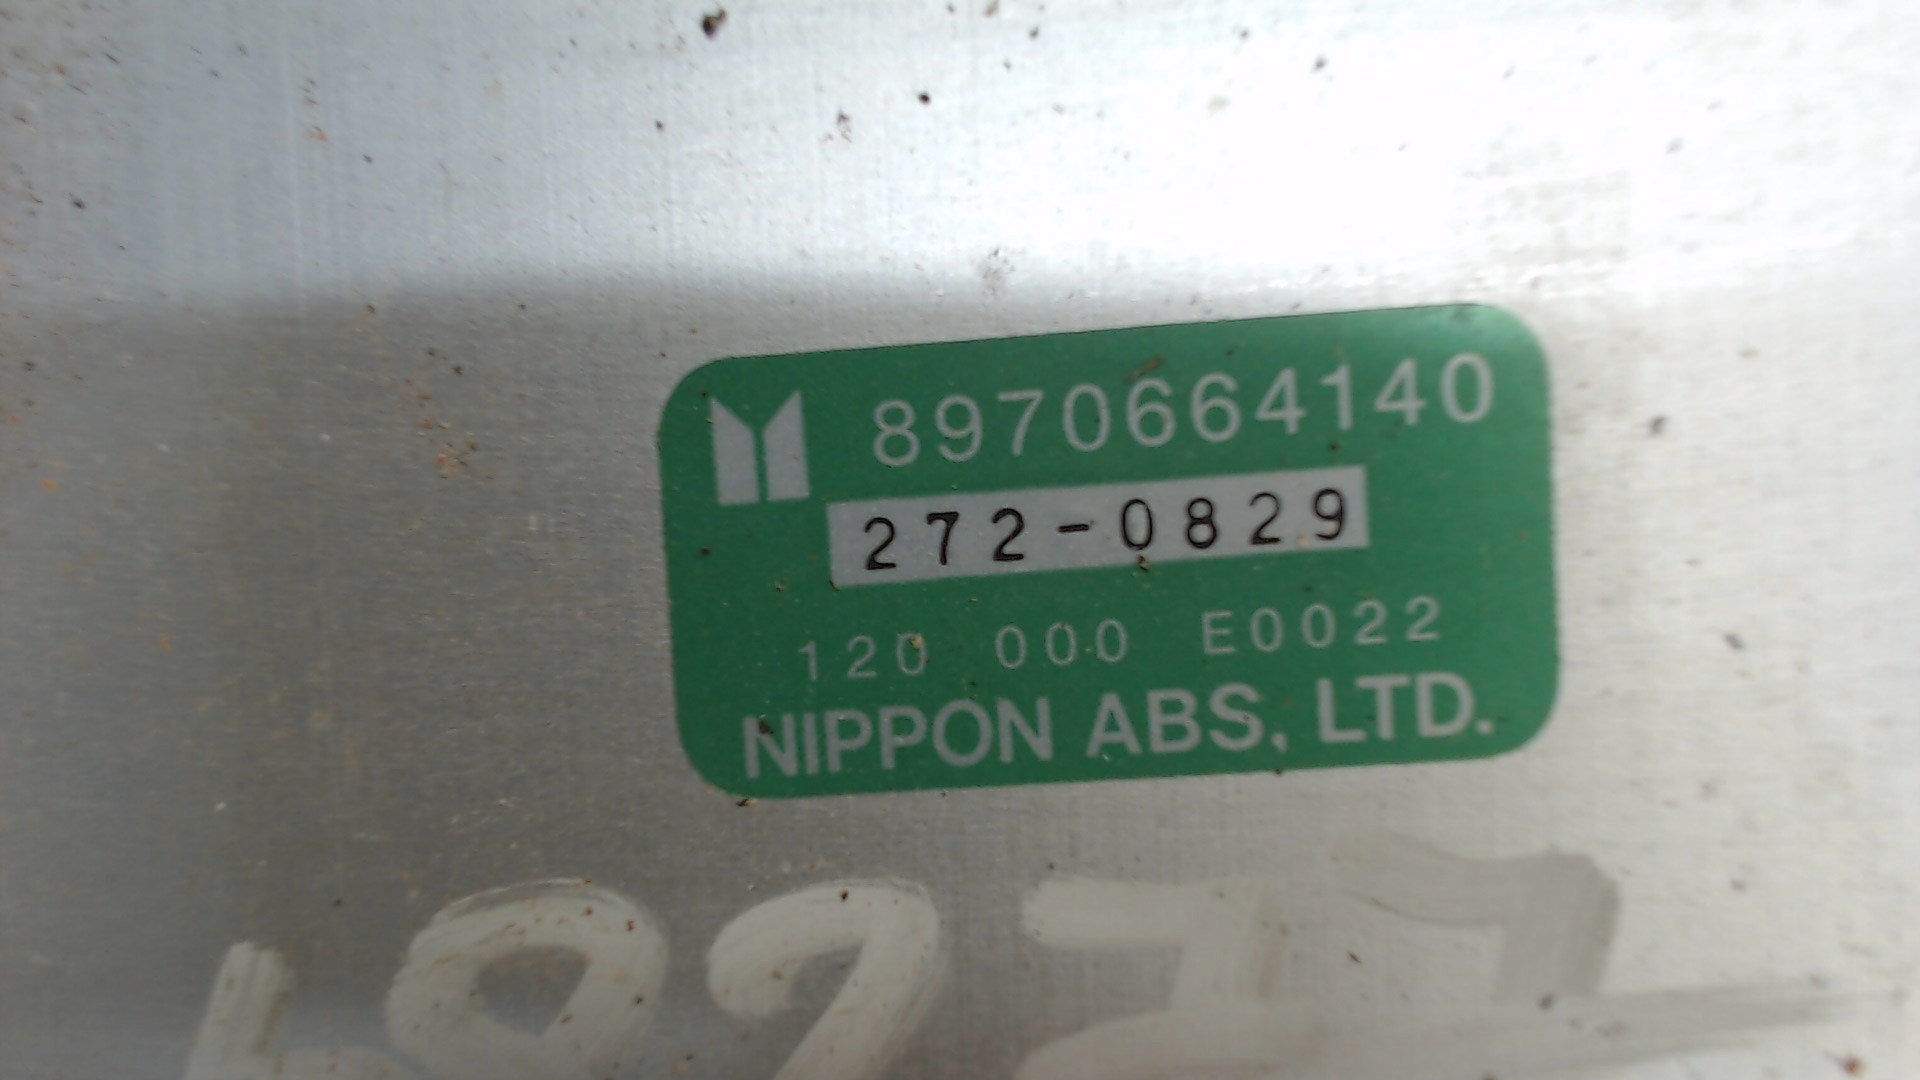 8970664140
272-0829
120 000 E0022
NIPPON ABS, LTD.